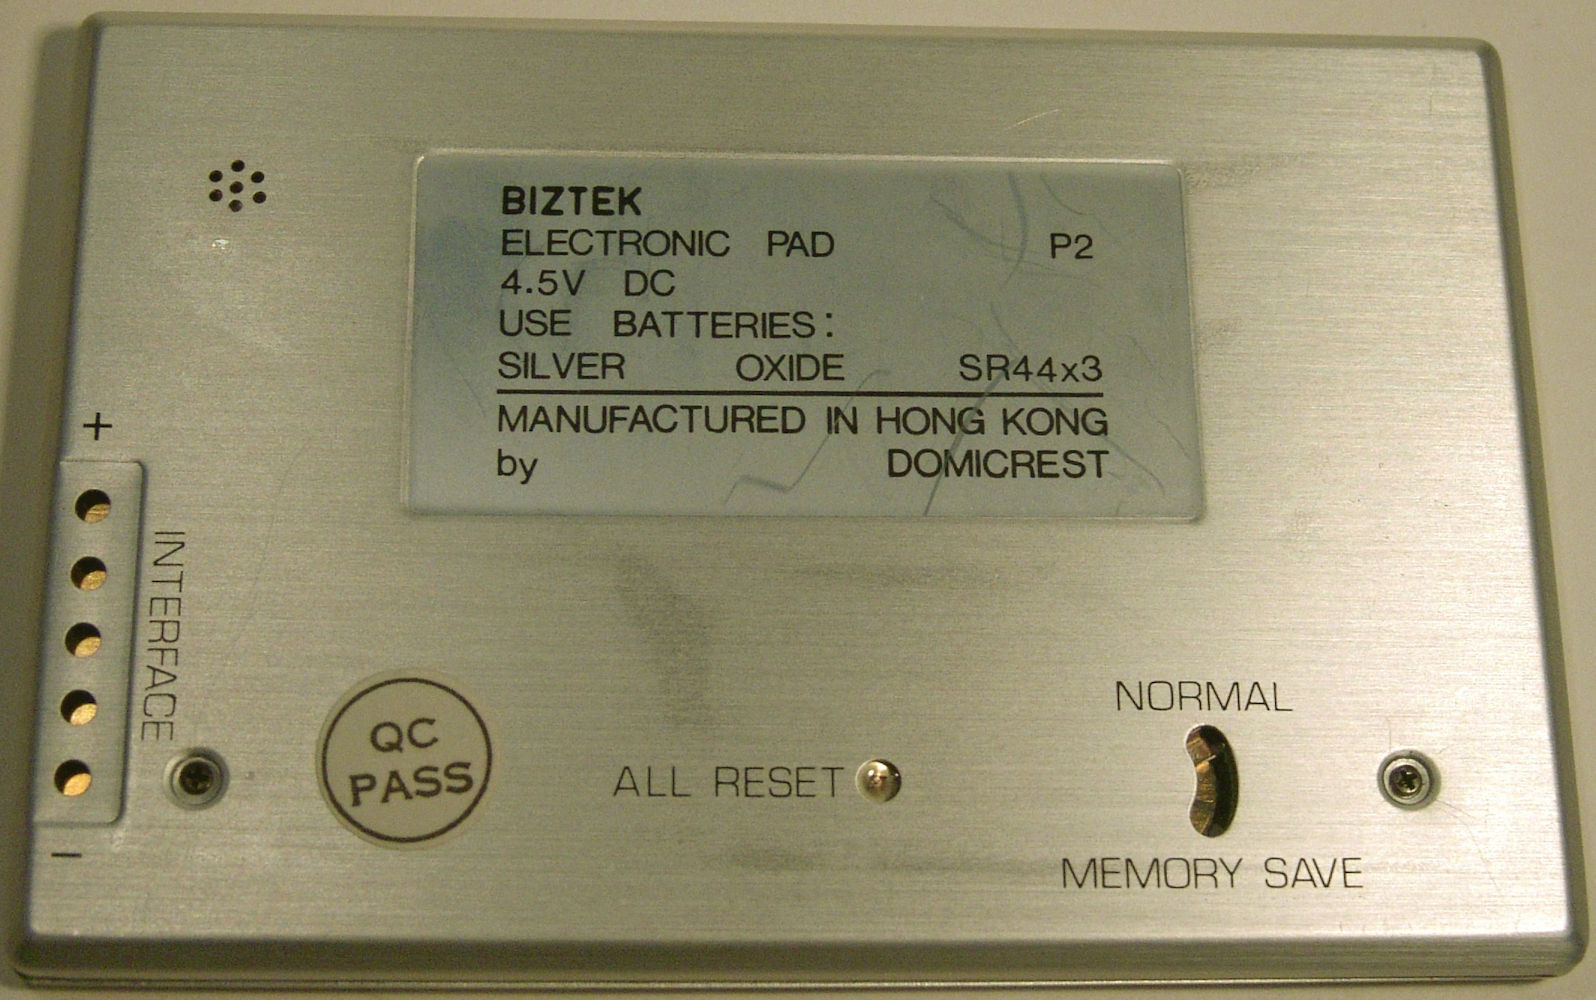 BIZTEK
ELECTRONIC PAD P2
4.5V DC
USE BATTERIES:
SILVER OXIDE SR44x3
MANUFACTURED IN HONG KONG
by DOMICREST
+
INTERFACE
−
QC
PASS
ALL RESET
NORMAL
MEMORY SAVE